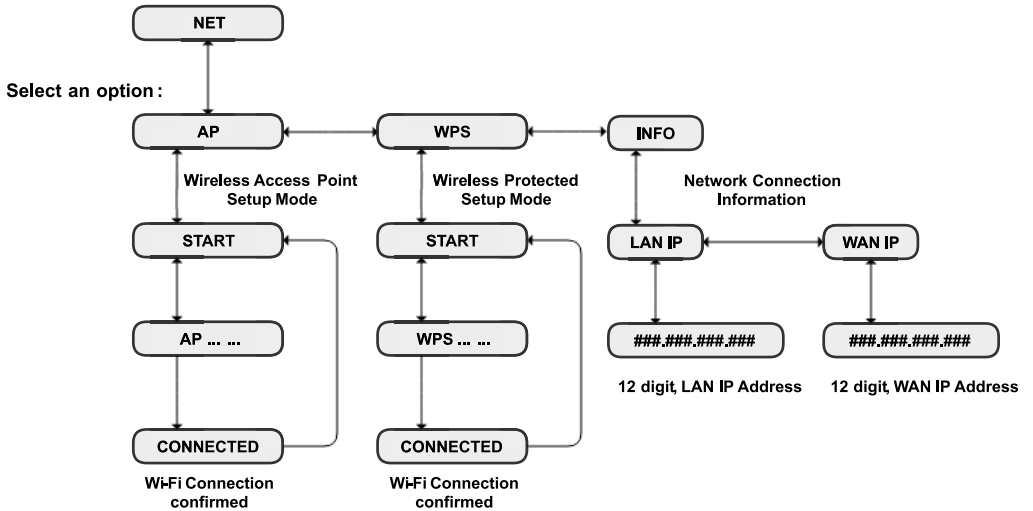 NET
Select an option :
AP
WPS
INFO
Wireless Access Point
Setup Mode
Wireless Protected
Setup Mode
Network Connection
Information
START
START
LAN IP
WAN IP
AP ... ...
WPS ... ...
###.###.###.###
###.###.###.###
12 digit, LAN IP Address
12 digit, WAN IP Address
CONNECTED
CONNECTED
Wi-Fi Connection
confirmed
Wi-Fi Connection
confirmed